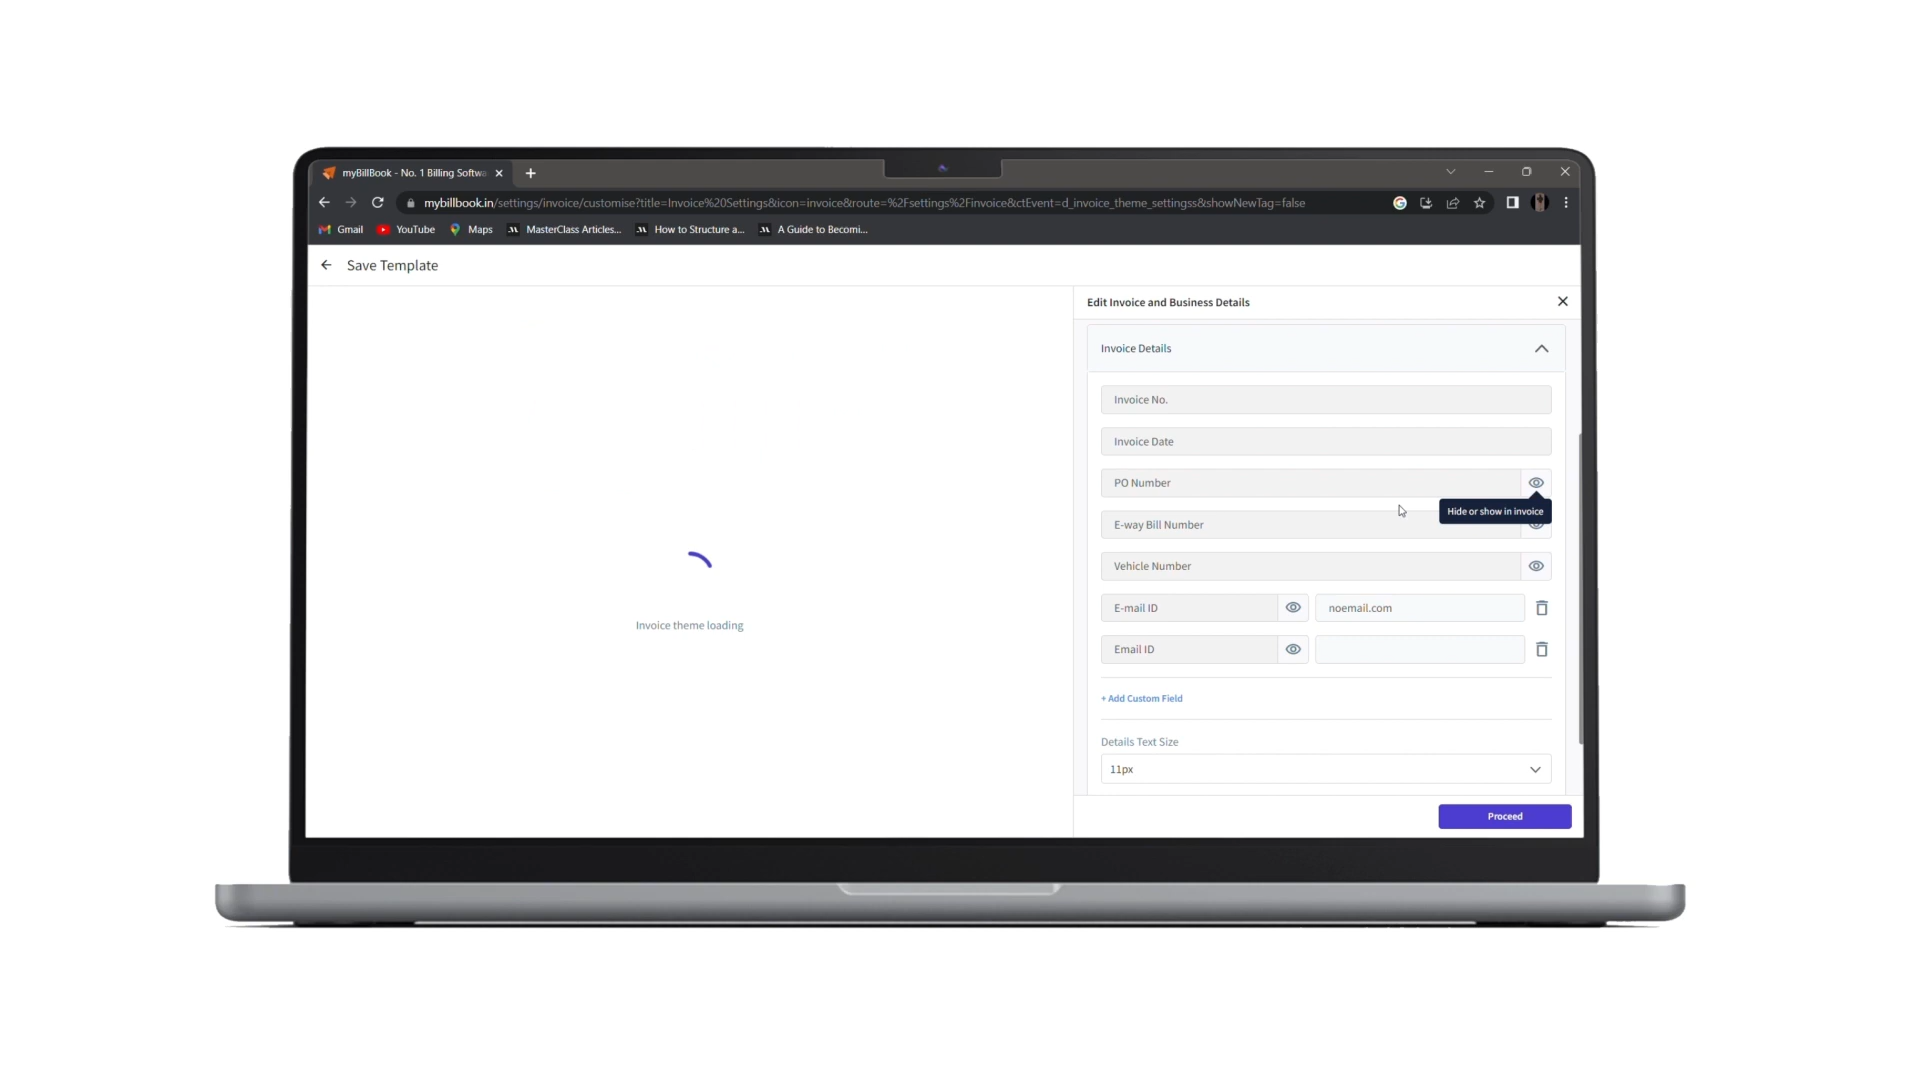 myBillBook - No. 1 Billing Softwa
mybillbook.in/settings/invoice/customise?title=Invoice%20Settings&icon=invoice&route=%2Fsettings%2Finvoice&ctEvent=d_invoice_theme_settingss&showNewTag=false
Gmail YouTube Maps MasterClass Articles... How to Structure a... A Guide to Becomi...
Save Template
Edit Invoice and Business Details
Invoice Details
Invoice No.
Invoice Date
PO Number
Hide or show in invoice
E-way Bill Number
Vehicle Number
E-mail ID noemail.com
Email ID
+ Add Custom Field
Details Text Size
11px
Proceed
Invoice theme loading